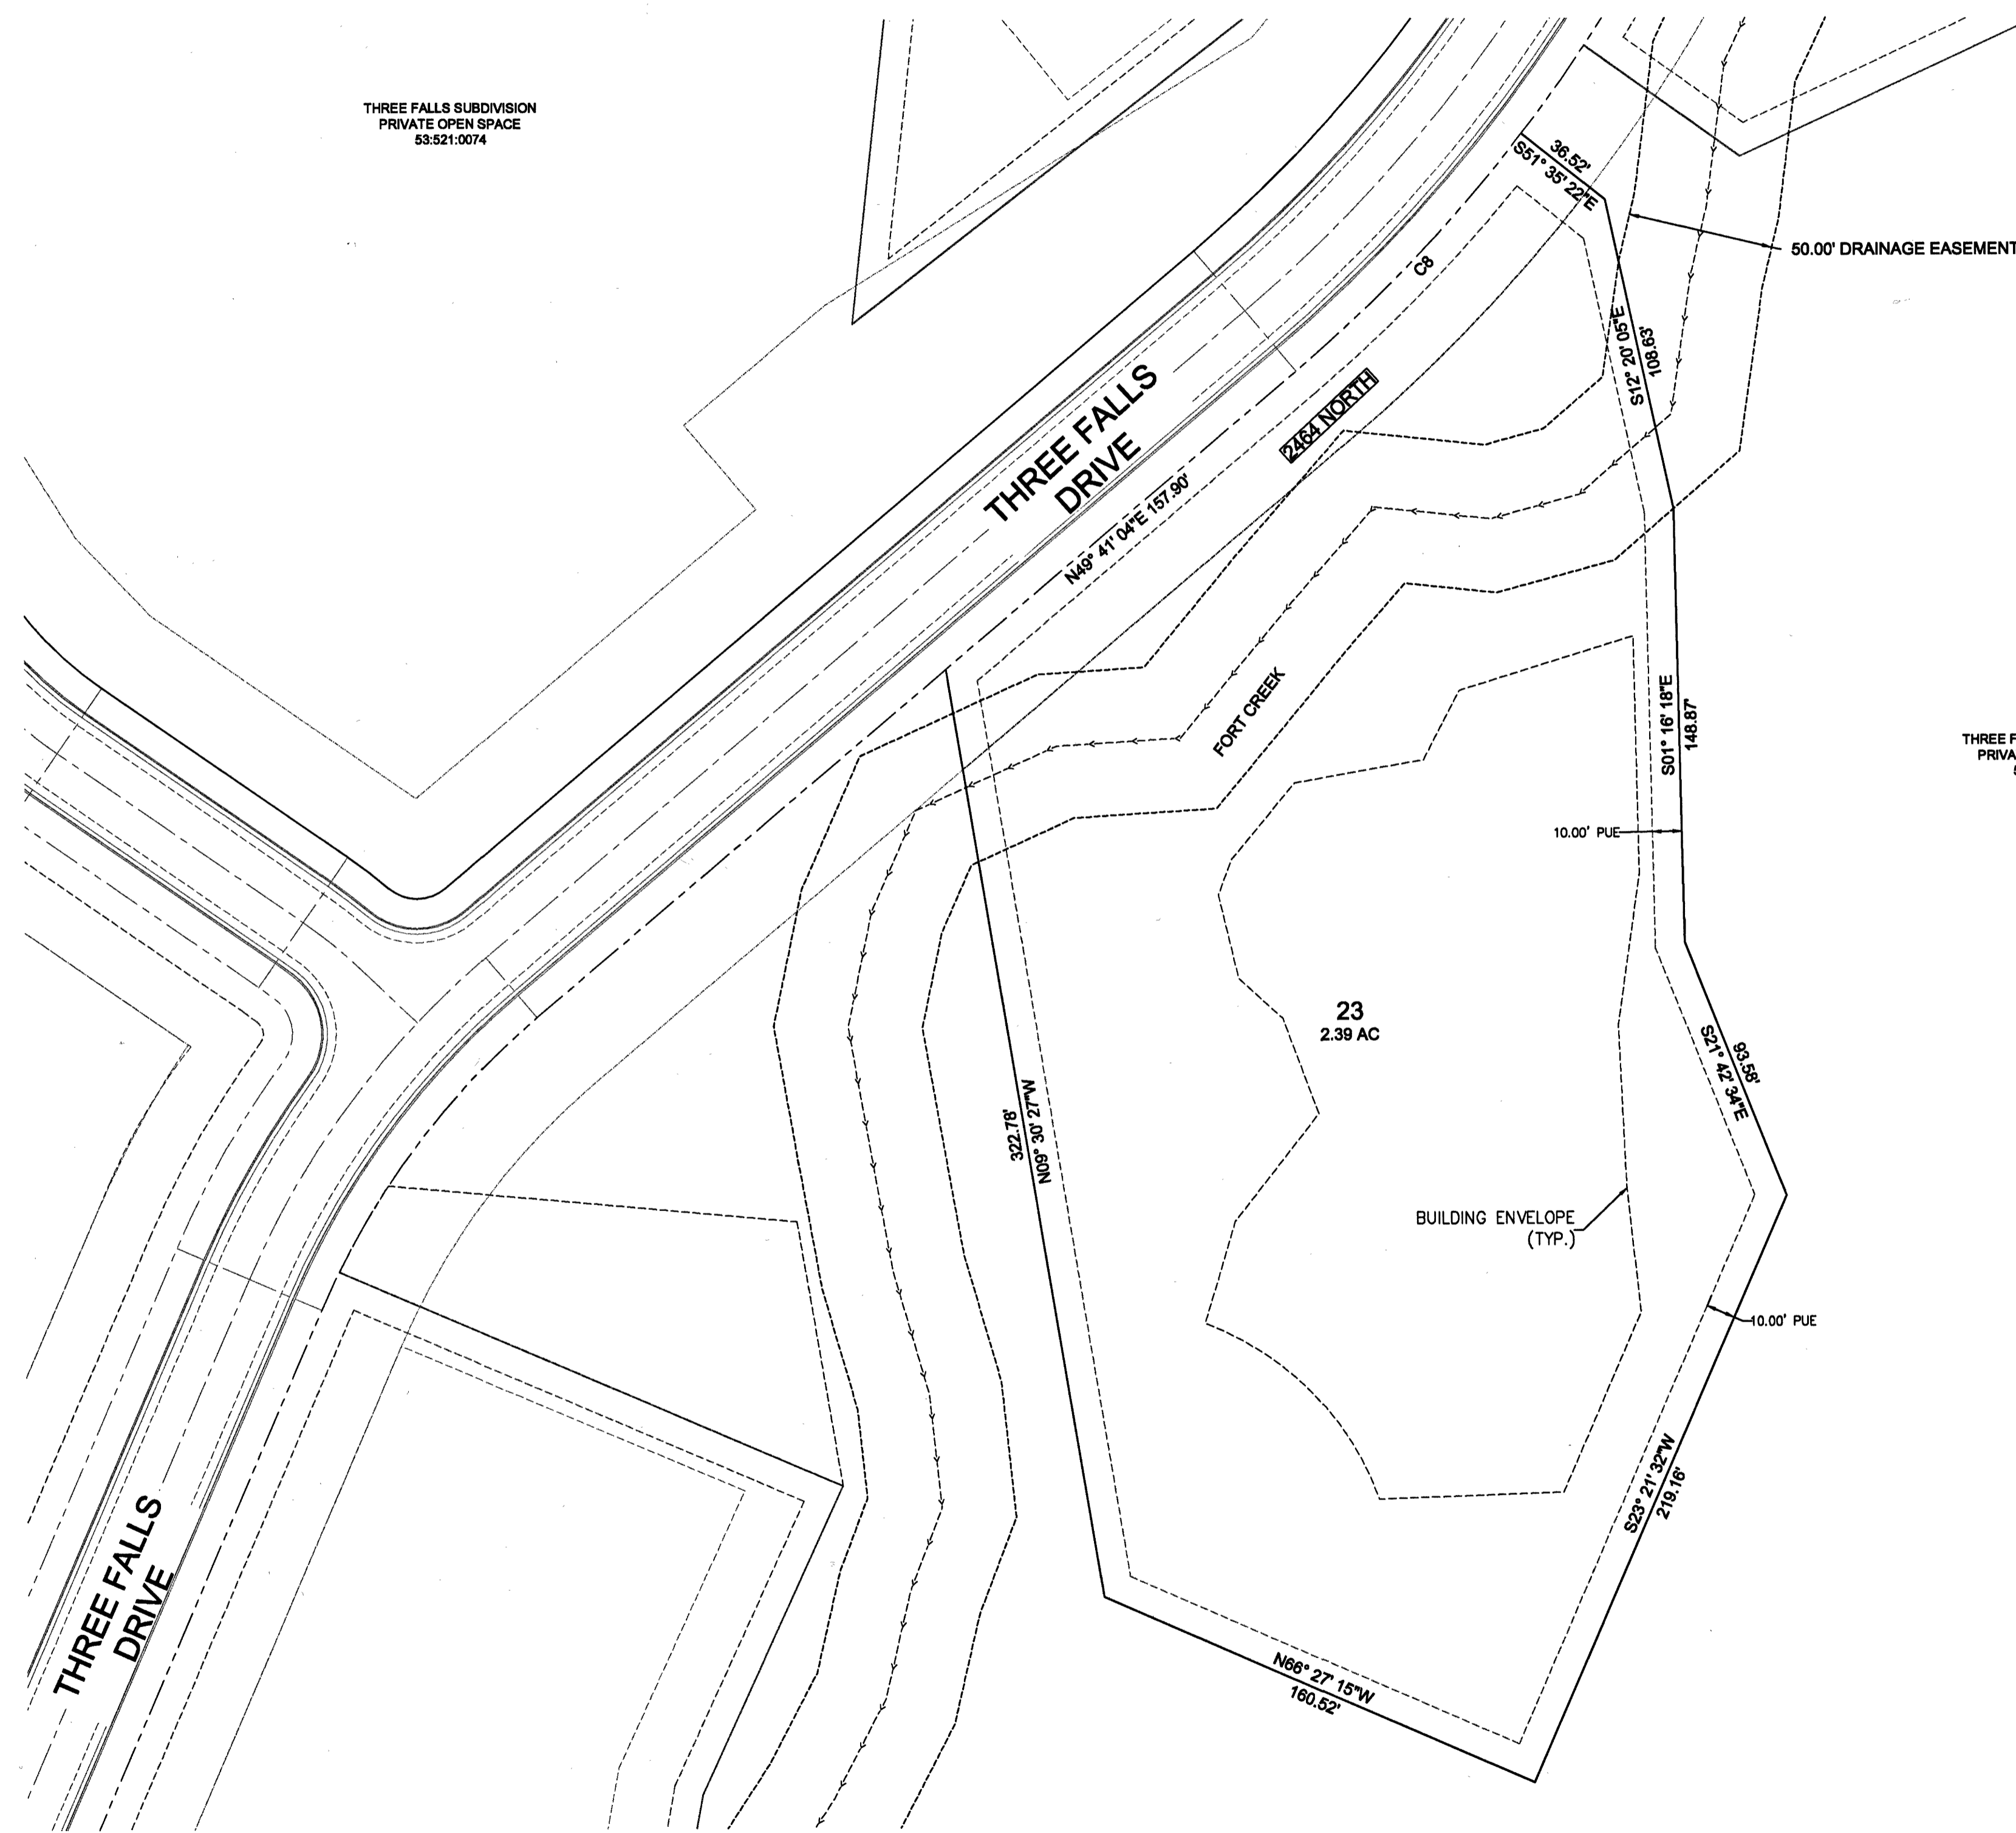 THREE FALLS SUBDIVISION
PRIVATE OPEN SPACE
53:521:0074
36.52'
S51° 35' 22"E
50.00' DRAINAGE EASEMENT
C8
S12° 20' 05"E
108.63'
2464 NORTH
THREE FALLS
DRIVE
N49° 41' 04"E 157.90'
FORT CREEK
S01° 16' 18"E
148.87'
THREE F
PRIVA
10.00' PUE
23
2.39 AC
93.58'
S21° 42' 34"E
322.78'
N09° 30' 27"W
BUILDING ENVELOPE
(TYP.)
10.00' PUE
S23° 21' 32"W
219.16'
THREE FALLS
DRIVE
N66° 27' 15"W
160.52'